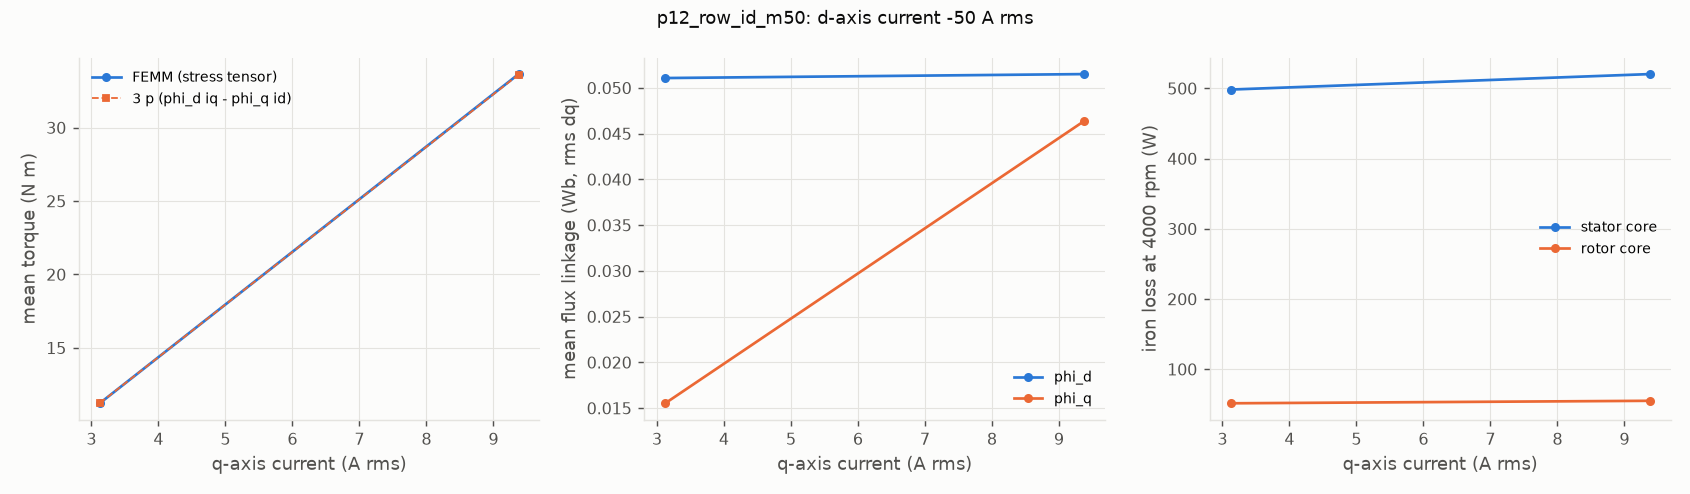 p12_row_id_m50: d-axis current -50 A rms
mean torque (N m)
30
25
20
15
FEMM (stress tensor)
3 p (phi_d iq - phi_q id)
3 4 5 6 7 8 9
q-axis current (A rms)
mean flux linkage (Wb, rms dq)
0.050
0.045
0.040
0.035
0.030
0.025
0.020
0.015
phi_d
phi_q
3 4 5 6 7 8 9
q-axis current (A rms)
iron loss at 4000 rpm (W)
500
400
300
200
100
stator core
rotor core
3 4 5 6 7 8 9
q-axis current (A rms)